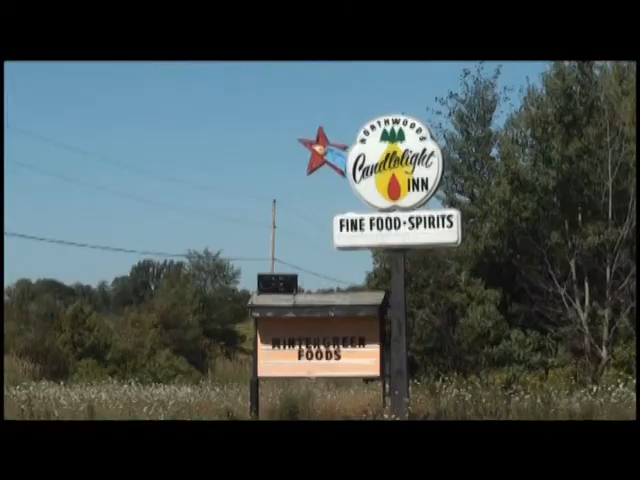 NORTHWOODS
Candlelight
INN
FINE FOOD-SPIRITS
WINTERGREEN
FOODS